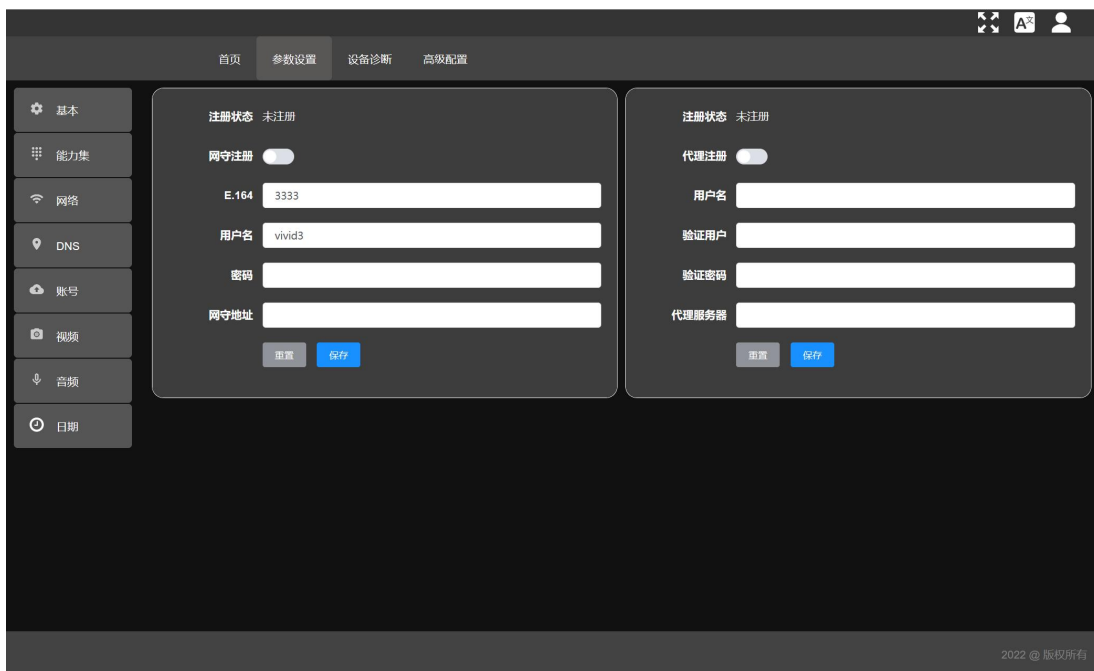 A文
首页 参数设置 设备诊断 高级配置
基本
能力集
网络
DNS
账号
视频
音频
日期
注册状态 未注册
网守注册
E.164 3333
用户名 vivid3
密码
网守地址
重置 保存
注册状态 未注册
代理注册
用户名
验证用户
验证密码
代理服务器
重置 保存
2022 @ 版权所有